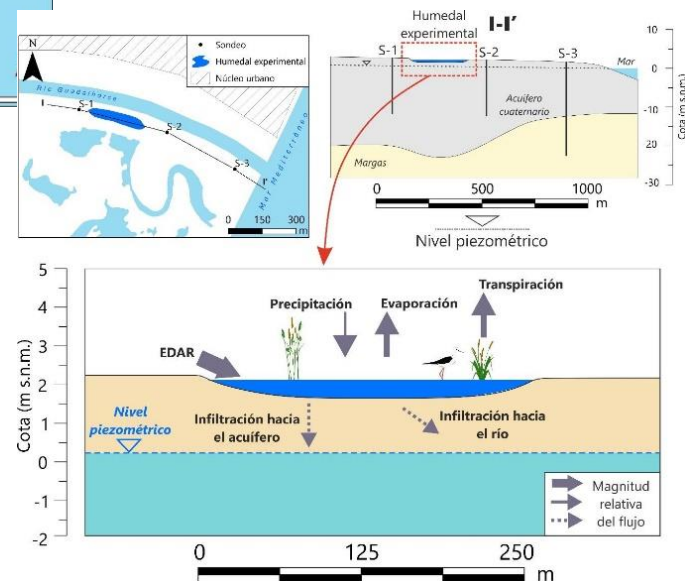 N
Sondeo
Humedal experimental
Núcleo urbano
Río Guadalhorce
I
S-1
S-2
S-3
I'
Mar Mediterráneo
0 150 300
m
Humedal
experimental
I-I'
S-1
S-2
S-3
Mar
Acuífero
cuaternario
Margas
10
0
-10
-20
-30
Cota (m s.n.m.)
0 500 1000
m
Nivel piezométrico
5
4
3
2
1
0
-1
-2
Cota (m s.n.m.)
Precipitación
Evaporación
Transpiración
EDAR
Nivel
piezométrico
Infiltración hacia
el acuífero
Infiltración hacia
el río
Magnitud
relativa
del flujo
0 125 250
m